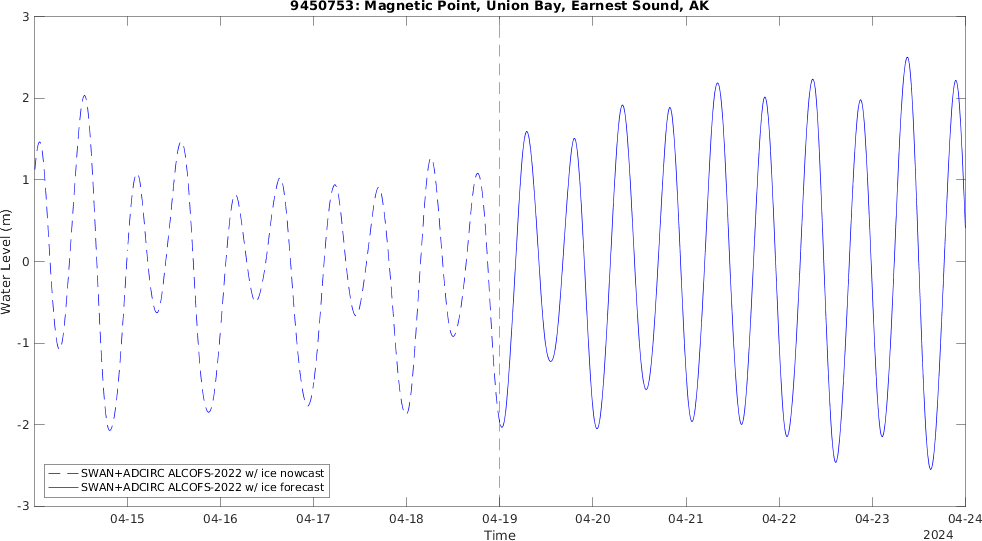 9450753: Magnetic Point, Union Bay, Earnest Sound, AK
3
2
1
0
-1
-2
-3
Water Level (m)
SWAN+ADCIRC ALCOFS-2022 w/ ice nowcast
SWAN+ADCIRC ALCOFS-2022 w/ ice forecast
04-15 04-16 04-17 04-18 04-19 04-20 04-21 04-22 04-23 04-24
Time
2024